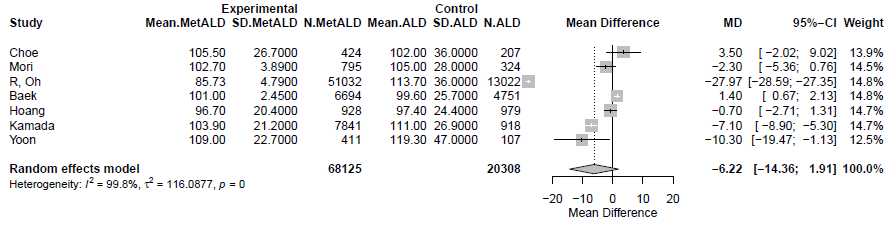 Experimental Control
Study Mean.MetALD SD.MetALD N.MetALD Mean.ALD SD.ALD N.ALD Mean Difference MD 95%−CI Weight
Choe 105.50 26.7000 424 102.00 36.0000 207 3.50 [ −2.02; 9.02] 13.9%
Mori 102.70 3.8900 795 105.00 28.0000 324 −2.30 [ −5.36; 0.76] 14.5%
R, Oh 85.73 4.7900 51032 113.70 36.0000 13022 −27.97 [−28.59; −27.35] 14.8%
Baek 101.00 2.4500 6694 99.60 25.7000 4751 1.40 [ 0.67; 2.13] 14.8%
Hoang 96.70 20.4000 928 97.40 24.4000 979 −0.70 [ −2.71; 1.31] 14.7%
Kamada 103.90 21.2000 7841 111.00 26.9000 918 −7.10 [ −8.90; −5.30] 14.7%
Yoon 109.00 22.7000 411 119.30 47.0000 107 −10.30 [−19.47; −1.13] 12.5%
Random effects model 68125 20308 −6.22 [−14.36; 1.91] 100.0%
Heterogeneity: I² = 99.8%, τ² = 116.0877, p = 0
−20 −10 0 10 20
Mean Difference